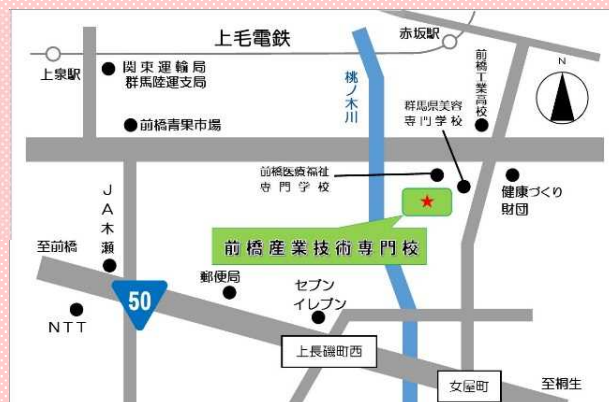 上毛電鉄
赤坂駅
上泉駅
関東運輸局
群馬陸運支局
前橋工業高校
N
桃ノ木川
群馬県美容
専門学校
前橋青果市場
前橋医療福祉
専門学校
健康づくり
財団
JA木瀬
至前橋
前橋産業技術専門校
郵便局
セブン
イレブン
50
NTT
上長磯町西
女屋町
至桐生